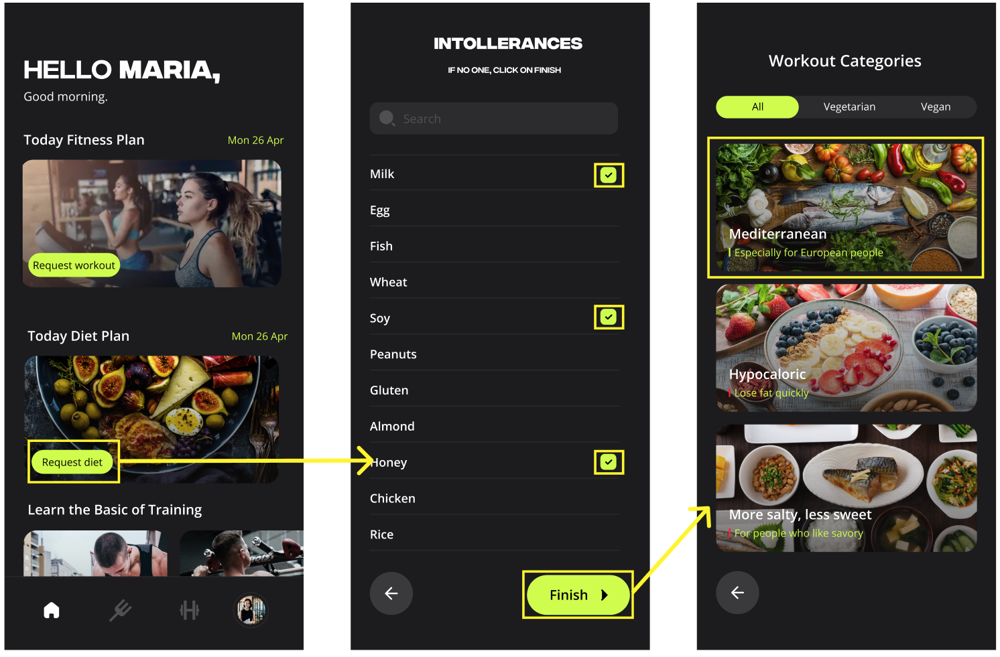 HELLO MARIA,
Good morning.
Today Fitness Plan
Mon 26 Apr
Request workout
Today Diet Plan
Mon 26 Apr
Request diet
Learn the Basic of Training
INTOLLERANCES
IF NO ONE, CLICK ON FINISH
Search
Milk
Egg
Fish
Wheat
Soy
Peanuts
Gluten
Almond
Honey
Chicken
Rice
Finish
Workout Categories
All
Vegetarian
Vegan
Mediterranean
Especially for European people
Hypocaloric
Lose fat quickly
More salty, less sweet
For people who like savory